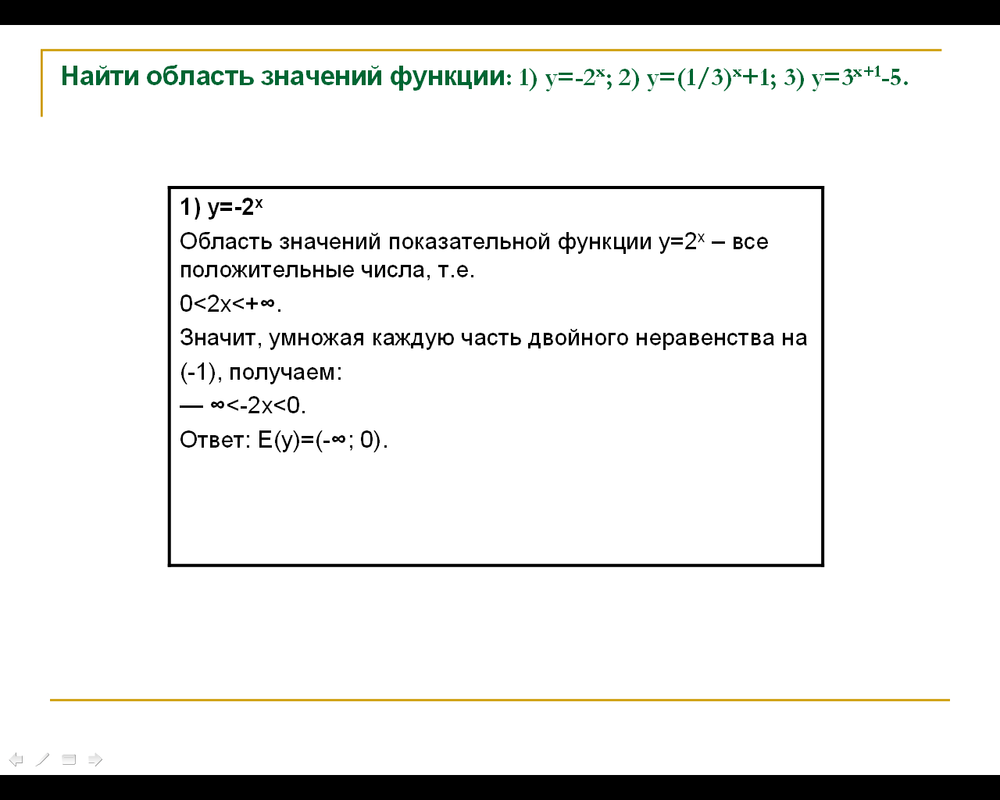 Найти область значений функции: 1) y=-2ˣ; 2) y=(1/3)ˣ+1; 3) y=3ˣ⁺¹-5.
1) y=-2ˣ
Область значений показательной функции y=2ˣ – все
положительные числа, т.е.
0<2x<+∞.
Значит, умножая каждую часть двойного неравенства на
(-1), получаем:
— ∞<-2x<0.
Ответ: E(y)=(-∞; 0).